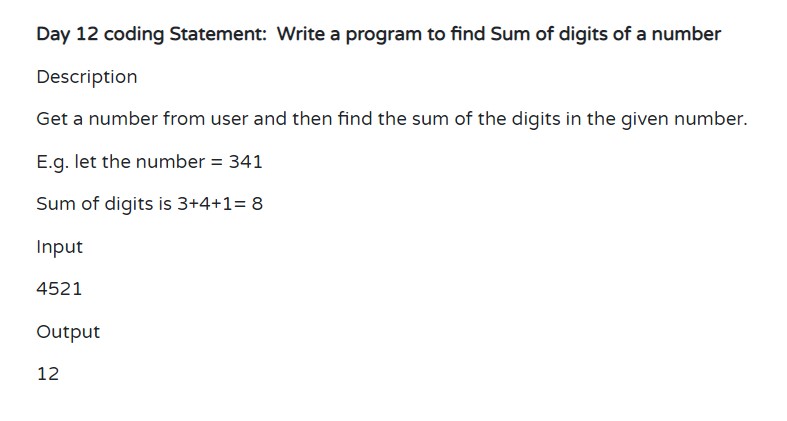 Day 12 coding Statement:  Write a program to find Sum of digits of a number
Description
Get a number from user and then find the sum of the digits in the given number.
E.g. let the number = 341
Sum of digits is 3+4+1= 8
Input
4521
Output
12